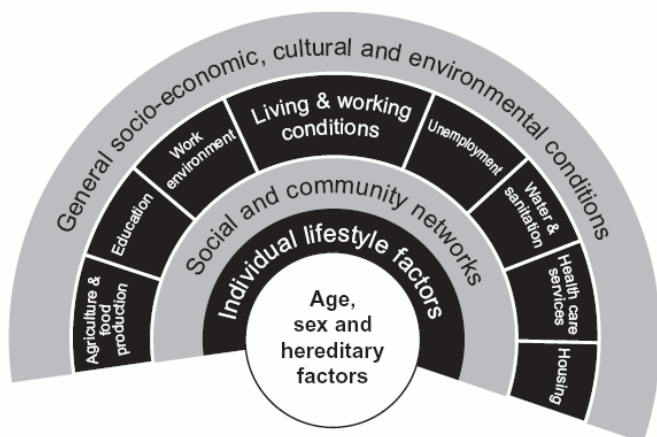 General socio-economic, cultural and environmental conditions
Agriculture &
food
production
Education
Work
environment
Living & working
conditions
Unemployment
Water &
sanitation
Health care
services
Housing
Social and community networks
Individual lifestyle factors
Age,
sex and
hereditary
factors